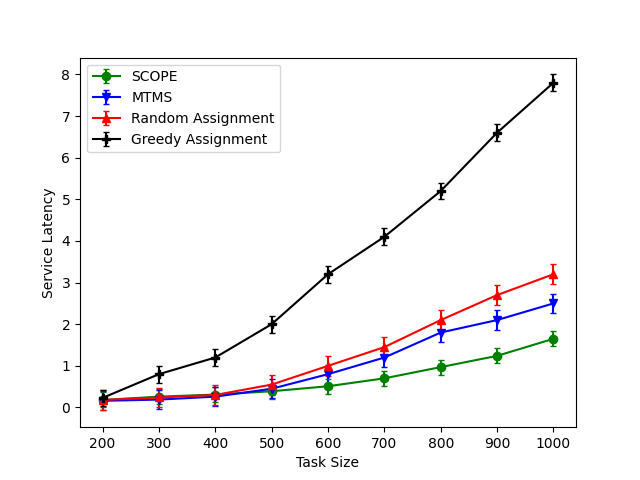 SCOPE
MTMS
Random Assignment
Greedy Assignment
8
7
6
5
4
3
2
1
0
Service Latency
200 300 400 500 600 700 800 900 1000
Task Size